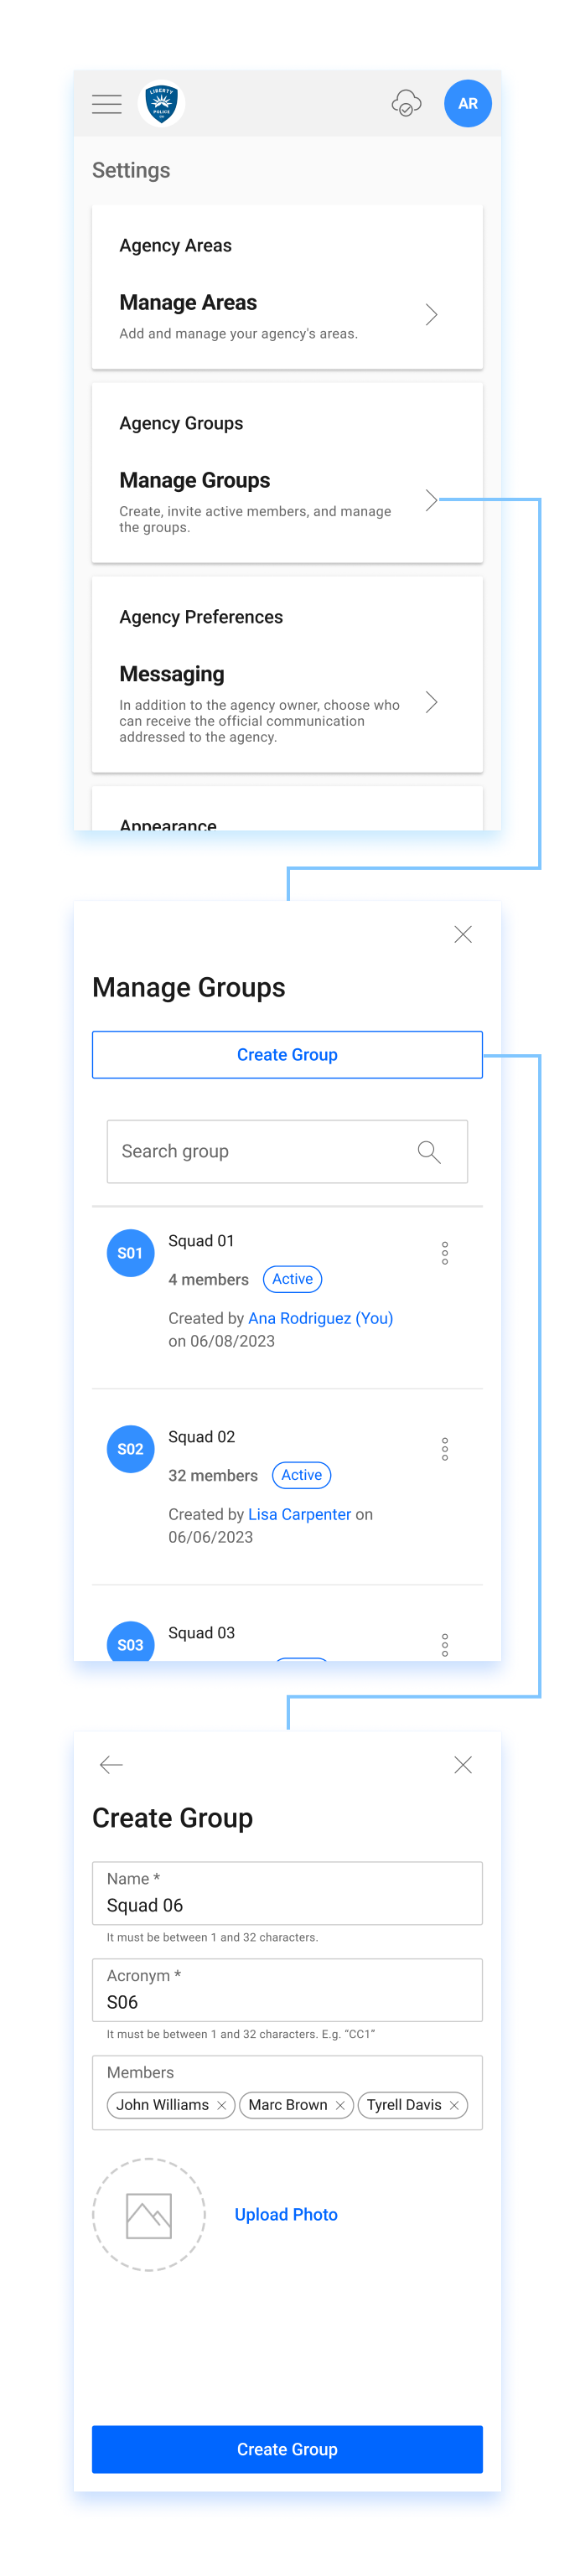 LIBERTY
POLICE
AR
Settings
Agency Areas
Manage Areas
Add and manage your agency's areas.
Agency Groups
Manage Groups
Create, invite active members, and manage
the groups.
Agency Preferences
Messaging
In addition to the agency owner, choose who
can receive the official communication
addressed to the agency.
Appearance
Manage Groups
Create Group
Search group
S01
Squad 01
4 members Active
Created by Ana Rodriguez (You)
on 06/08/2023
S02
Squad 02
32 members Active
Created by Lisa Carpenter on
06/06/2023
S03
Squad 03
Create Group
Name *
Squad 06
It must be between 1 and 32 characters.
Acronym *
S06
It must be between 1 and 32 characters. E.g. “CC1”
Members
John Williams Marc Brown Tyrell Davis
Upload Photo
Create Group